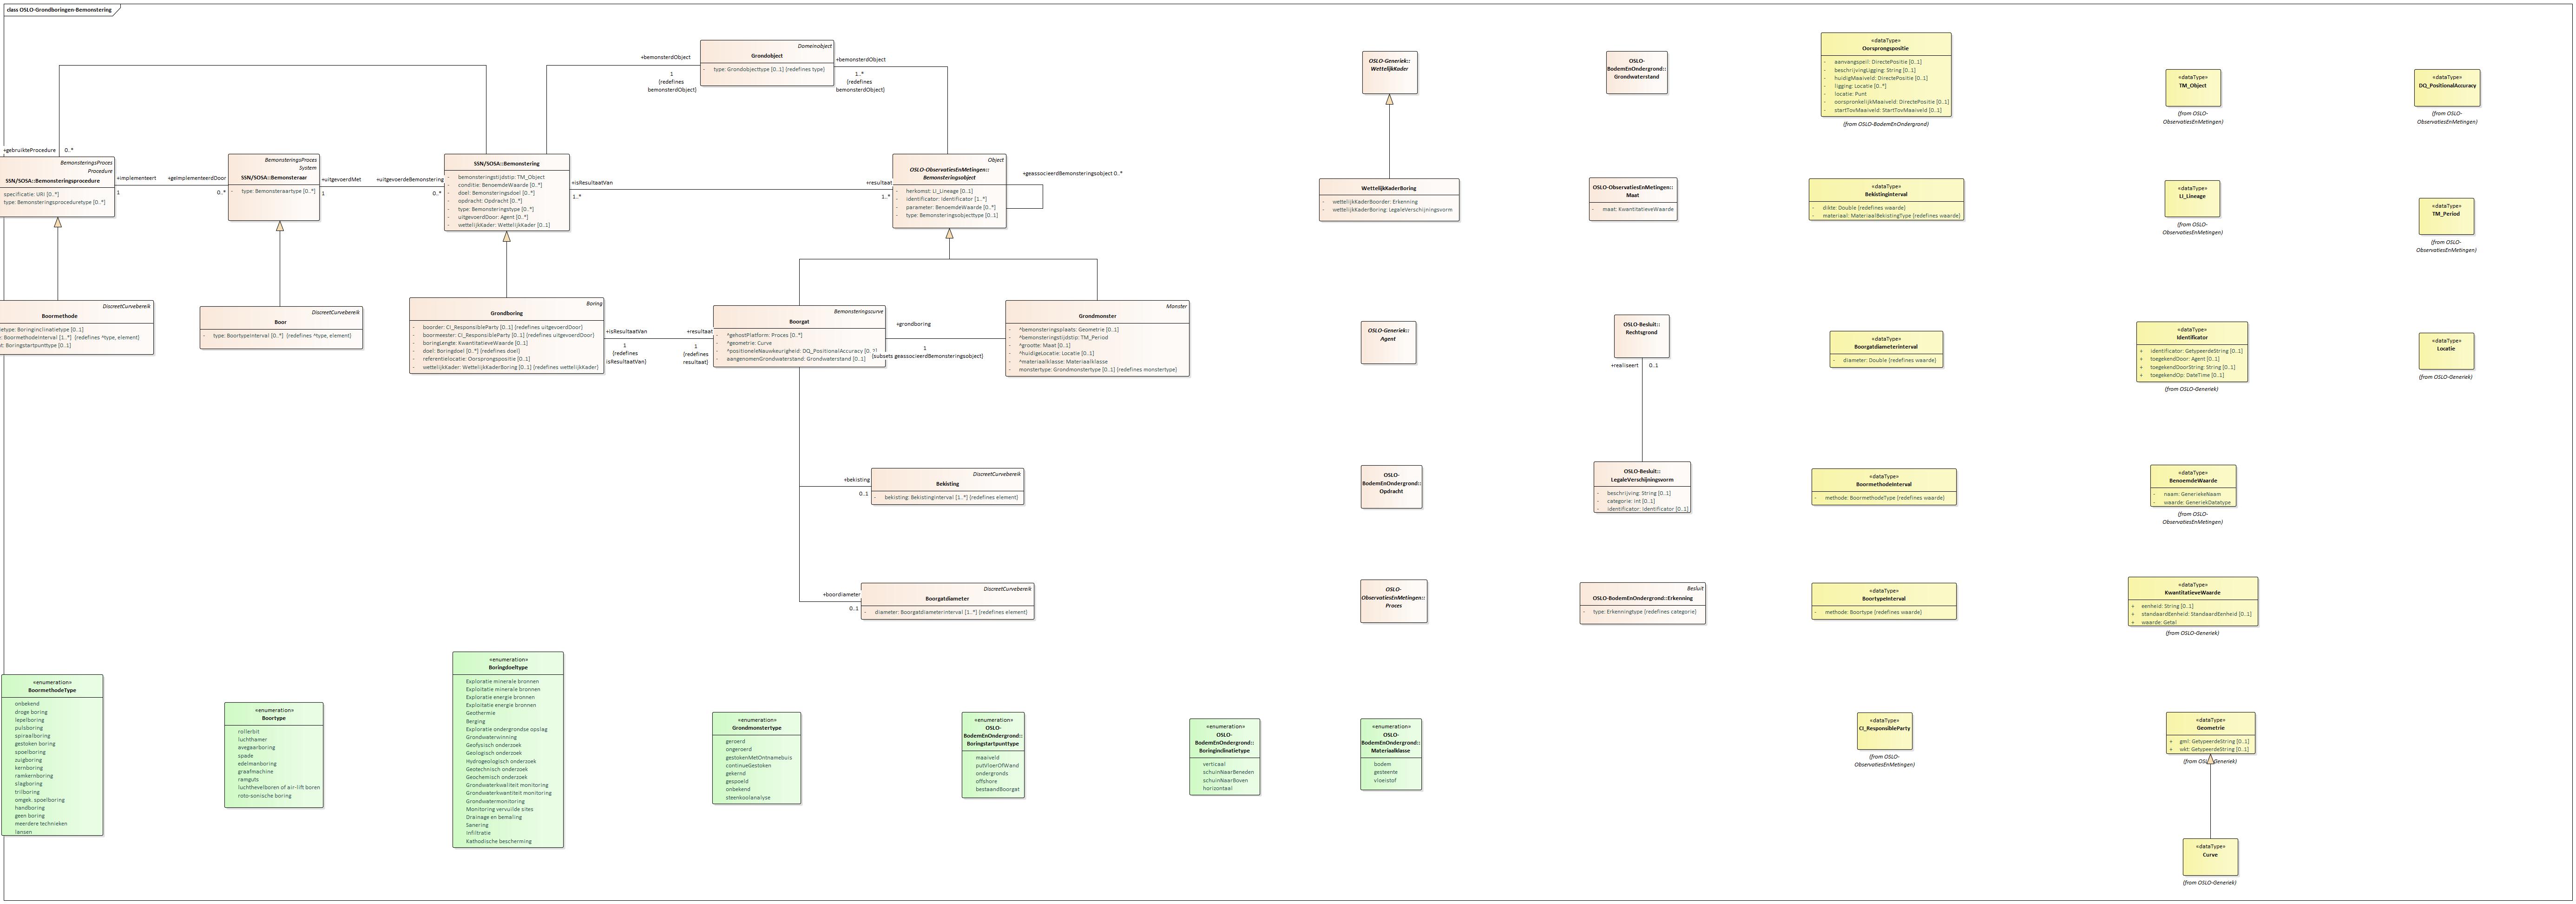 class OSLO-Grondboringen-Bemonstering
Domeinobject
Grondobject
- type: Grondobjecttype [0..1] {redefines type}
+bemonsterdObject
1
{redefines
bemonsterdObject}
+bemonsterdObject
1..*
{redefines
bemonsterdObject}
+gebruikteProcedure
0..*
BemonsteringsProces
Procedure
SSN/SOSA::Bemonsteringsprocedure
specificatie: URI [0..*]
type: Bemonsteringsproceduretype [0..*]
+implementeert
1
+geimplementeerdDoor
0..*
BemonsteringsProces
System
SSN/SOSA::Bemonsteraar
- type: Bemonsteraartype [0..*]
+uitgevoerdMet
1
+uitgevoerdeBemonstering
0..*
SSN/SOSA::Bemonstering
- bemonsteringstijdstip: TM_Object
- conditie: BenoemdeWaarde [0..*]
- doel: Bemonsteringsdoel [0..*]
- opdracht: Opdracht [0..*]
- type: Bemonsteringstype [0..*]
- uitgevoerdDoor: Agent [0..*]
- wettelijkKader: WettelijkKader [0..1]
+isResultaatVan
1..*
+resultaat
1..*
Object
OSLO-ObservatiesEnMetingen::
Bemonsteringsobject
- herkomst: LI_Lineage [0..1]
- identificator: Identificator [1..*]
- parameter: BenoemdeWaarde [0..*]
- type: Bemonsteringsobjecttype [0..1]
+geassocieerdBemonsteringsobject 0..*
DiscreetCurvebereik
Boormethode
ietype: Boringinclinatietype [0..1]
: BoormethodeInterval [1..*] {redefines ^type, element}
t: Boringstartpunttype [0..1]
DiscreetCurvebereik
Boor
- type: BoortypeInterval [0..*] {redefines ^type, element}
Boring
Grondboring
- boorder: CI_ResponsibleParty [0..1] {redefines uitgevoerdDoor}
- boormeester: CI_ResponsibleParty [0..1] {redefines uitgevoerdDoor}
- boringLengte: KwantitatieveWaarde [0..1]
- doel: Boringdoel [0..*] {redefines doel}
- referentielocatie: Oorsprongspositie [0..1]
- wettelijkKader: WettelijkKaderBoring [0..1] {redefines wettelijkKader}
+isResultaatVan
1
{redefines
isResultaatVan}
+resultaat
1
{redefines
resultaat}
Bemonsteringscurve
Boorgat
- ^gehostPlatform: Proces [0..*]
- ^geometrie: Curve
- ^positioneleNauwkeurigheid: DQ_PositionalAccuracy [0..1]
- aangenomenGrondwaterstand: Grondwaterstand [0..1]
+grondboring
1
{subsets geassocieerdBemonsteringsobject}
Monster
Grondmonster
- ^bemonsteringsplaats: Geometrie [0..1]
- ^bemonsteringstijdstip: TM_Period
- ^grootte: Maat [0..1]
- ^huidigeLocatie: Locatie [0..1]
- ^materiaalklasse: Materiaalklasse
- monstertype: Grondmonstertype [0..1] {redefines monstertype}
+bekisting
0..1
DiscreetCurvebereik
Bekisting
- bekisting: Bekistinginterval [1..*] {redefines element}
+boordiameter
0..1
DiscreetCurvebereik
Boorgatdiameter
- diameter: Boorgatdiameterinterval [1..*] {redefines element}
OSLO-Generiek::
WettelijkKader
WettelijkKaderBoring
- wettelijkKaderBoorder: Erkenning
- wettelijkKaderBoring: LegaleVerschijningsvorm
OSLO-Generiek::
Agent
OSLO-
BodemEnOndergrond::
Opdracht
OSLO-
ObservatiesEnMetingen::
Proces
OSLO-
BodemEnOndergrond::
Grondwaterstand
OSLO-ObservatiesEnMetingen::
Maat
- maat: KwantitatieveWaarde
OSLO-Besluit::
Rechtsgrond
+realiseert
0..1
OSLO-Besluit::
LegaleVerschijningsvorm
- beschrijving: String [0..1]
- categorie: int [0..1]
- identificator: Identificator [0..1]
Besluit
OSLO-BodemEnOndergrond::Erkenning
- type: Erkenningtype {redefines categorie}
«dataType»
Oorsprongspositie
- aanvangspeil: DirectePositie [0..1]
- beschrijvingLigging: String [0..1]
- huidigMaaiveld: DirectePositie [0..1]
- ligging: Locatie [0..*]
- locatie: Punt
- oorspronkelijkMaaiveld: DirectePositie [0..1]
- startTovMaaiveld: StartTovMaaiveld [0..1]
(from OSLO-BodemEnOndergrond)
«dataType»
Bekistinginterval
- dikte: Double {redefines waarde}
- materiaal: MateriaalBekistingType {redefines waarde}
«dataType»
Boorgatdiameterinterval
- diameter: Double {redefines waarde}
«dataType»
BoormethodeInterval
- methode: BoormethodeType {redefines waarde}
«dataType»
BoortypeInterval
- methode: Boortype {redefines waarde}
«dataType»
CI_ResponsibleParty
(from OSLO-
ObservatiesEnMetingen)
«dataType»
TM_Object
(from OSLO-
ObservatiesEnMetingen)
«dataType»
LI_Lineage
(from OSLO-
ObservatiesEnMetingen)
«dataType»
Identificator
+ identificator: GetypeerdeString [0..1]
+ toegekendDoor: Agent [0..1]
+ toegekendDoorString: String [0..1]
+ toegekendOp: DateTime [0..1]
(from OSLO-Generiek)
«dataType»
BenoemdeWaarde
- naam: GeneriekeNaam
- waarde: GeneriekDatatype
(from OSLO-
ObservatiesEnMetingen)
«dataType»
KwantitatieveWaarde
+ eenheid: String [0..1]
+ standaardEenheid: StandaardEenheid [0..1]
+ waarde: Getal
(from OSLO-Generiek)
«dataType»
Geometrie
+ gml: GetypeerdeString [0..1]
+ wkt: GetypeerdeString [0..1]
(from OSLO-Generiek)
«dataType»
Curve
(from OSLO-Generiek)
«dataType»
DQ_PositionalAccuracy
(from OSLO-
ObservatiesEnMetingen)
«dataType»
TM_Period
(from OSLO-
ObservatiesEnMetingen)
«dataType»
Locatie
(from OSLO-Generiek)
«enumeration»
BoormethodeType
onbekend
droge boring
lepelboring
pulsboring
spiraalboring
gestoken boring
spoelboring
zuigboring
kernboring
ramkernboring
slagboring
trilboring
omgek. spoelboring
handboring
geen boring
meerdere technieken
lansen
«enumeration»
Boortype
rollerbit
luchthamer
avegaarboring
spade
edelmanboring
graafmachine
ramguts
luchthevelboren of air-lift boren
roto-sonische boring
«enumeration»
Boringdoeltype
Exploratie minerale bronnen
Exploitatie minerale bronnen
Exploratie energie bronnen
Exploitatie energie bronnen
Geothermie
Berging
Exploratie ondergrondse opslag
Grondwaterwinning
Geofysisch onderzoek
Geologisch onderzoek
Hydrogeologisch onderzoek
Geotechnisch onderzoek
Geochemisch onderzoek
Grondwaterkwaliteit monitoring
Grondwaterkwantiteit monitoring
Grondwatermonitoring
Monitoring vervuilde sites
Drainage en bemaling
Sanering
Infiltratie
Kathodische bescherming
«enumeration»
Grondmonstertype
geroerd
ongeroerd
gestokenMetOntnamebuis
continueGestoken
gekernd
gespoeld
onbekend
steenkoolanalyse
«enumeration»
OSLO-
BodemEnOndergrond::
Boringstartpunttype
maaiveld
putVloerOfWand
ondergronds
offshore
bestaandBoorgat
«enumeration»
OSLO-
BodemEnOndergrond::
Boringinclinatietype
verticaal
schuinNaarBeneden
schuinNaarBoven
horizontaal
«enumeration»
OSLO-
BodemEnOndergrond::
Materiaalklasse
bodem
gesteente
vloeistof